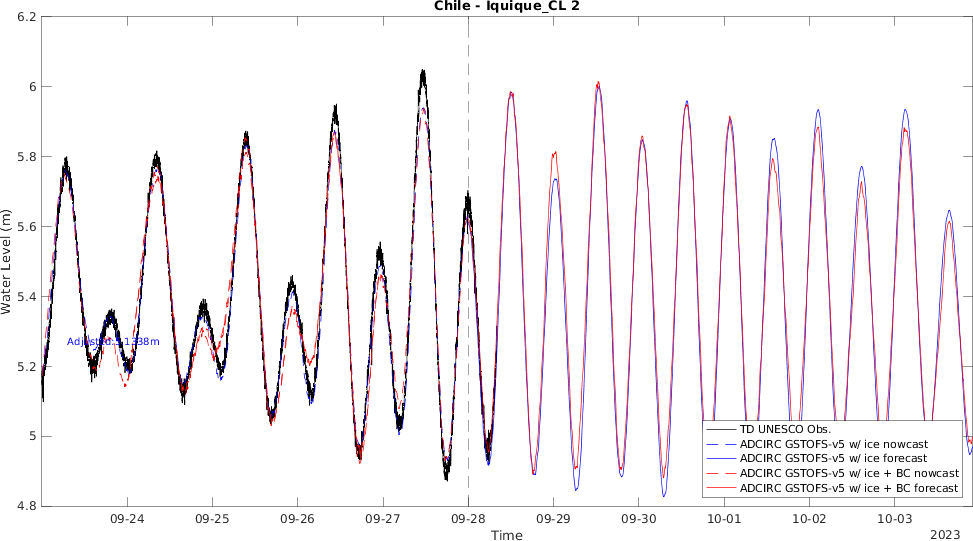 Chile - Iquique_CL 2
6.2
6
5.8
5.6
5.4
5.2
5
4.8
Water Level (m)
TD UNESCO Obs.
ADCIRC GSTOFS-v5 w/ ice nowcast
ADCIRC GSTOFS-v5 w/ ice forecast
ADCIRC GSTOFS-v5 w/ ice + BC nowcast
ADCIRC GSTOFS-v5 w/ ice + BC forecast
09-24 09-25 09-26 09-27 09-28 09-29 09-30 10-01 10-02 10-03
Time
2023